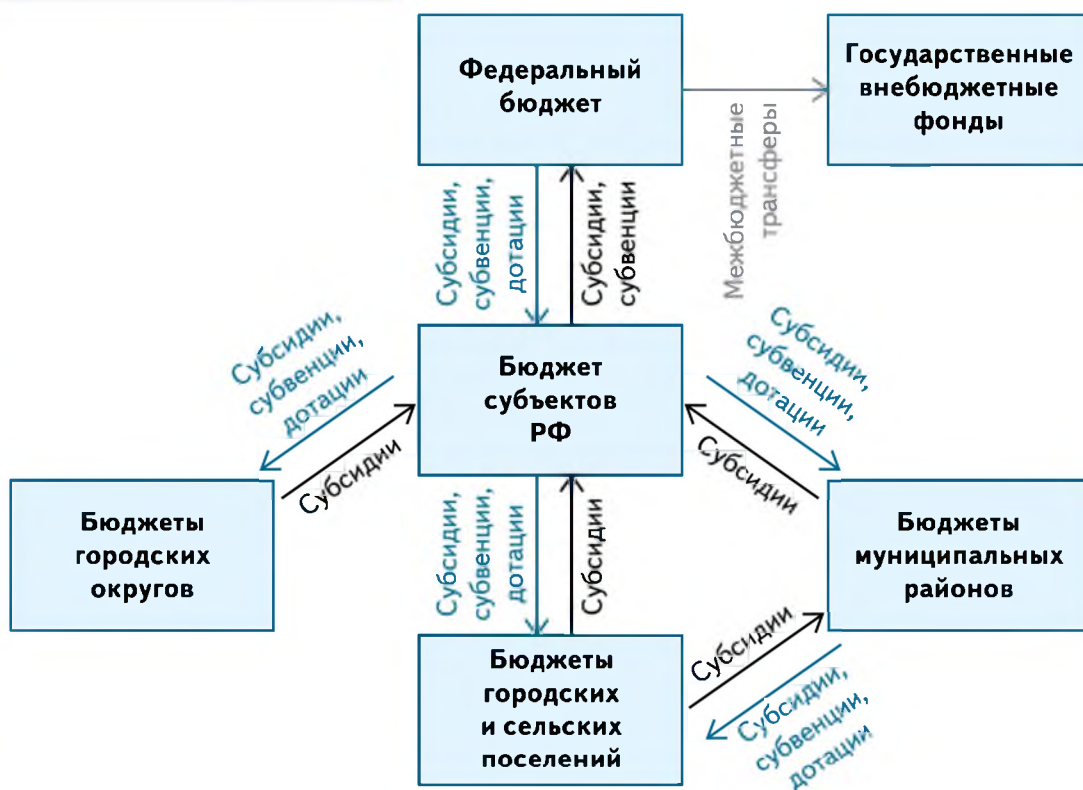 Федеральный
бюджет
Государственные
внебюджетные
фонды
Межбюджетные
трансферы
Субсидии,
субвенции,
дотации
Субсидии,
субвенции
Бюджет
субъектов
РФ
Субсидии,
субвенции,
дотации
Субсидии
Субсидии,
субвенции,
дотации
Субсидии
Бюджеты
городских
округов
Субсидии,
субвенции,
дотации
Субсидии
Бюджеты
муниципальных
районов
Бюджеты
городских
и сельских
поселений
Субсидии
Субсидии,
субвенции,
дотации